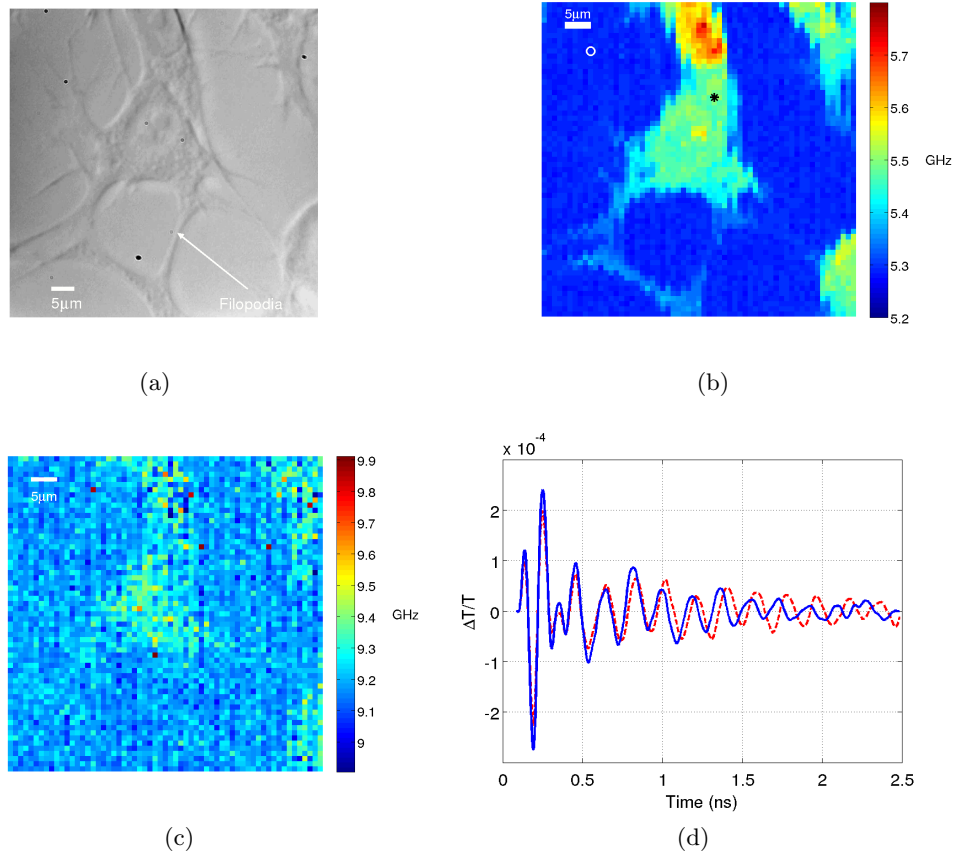 5μm
Filopodia
(a)
5μm
5.7
5.6
5.5
5.4
5.3
5.2
GHz
(b)
5μm
9.9
9.8
9.7
9.6
9.5
9.4
9.3
9.2
9.1
9
GHz
(c)
x 10⁻⁴
2
1
0
-1
-2
ΔT/T
0
0.5
1
1.5
2
2.5
Time (ns)
(d)